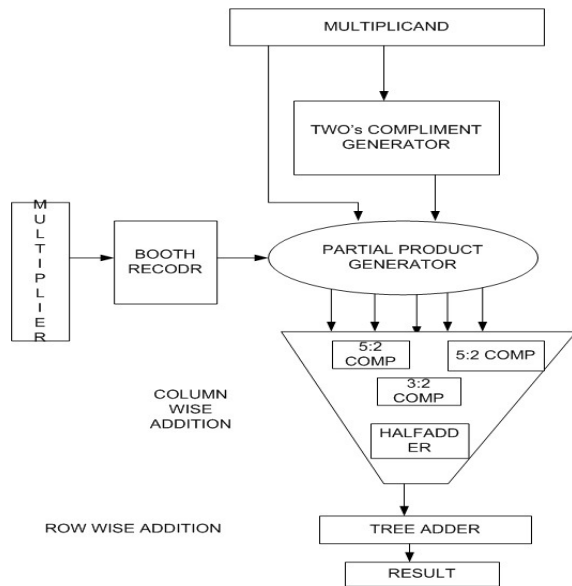 MULTIPLICAND
TWO's COMPLIMENT
GENERATOR
MULTIPLIER
BOOTH
RECODR
PARTIAL PRODUCT
GENERATOR
5:2
COMP
5:2 COMP
3:2
COMP
COLUMN
WISE
ADDITION
HALFADD
ER
ROW WISE ADDITION
TREE ADDER
RESULT